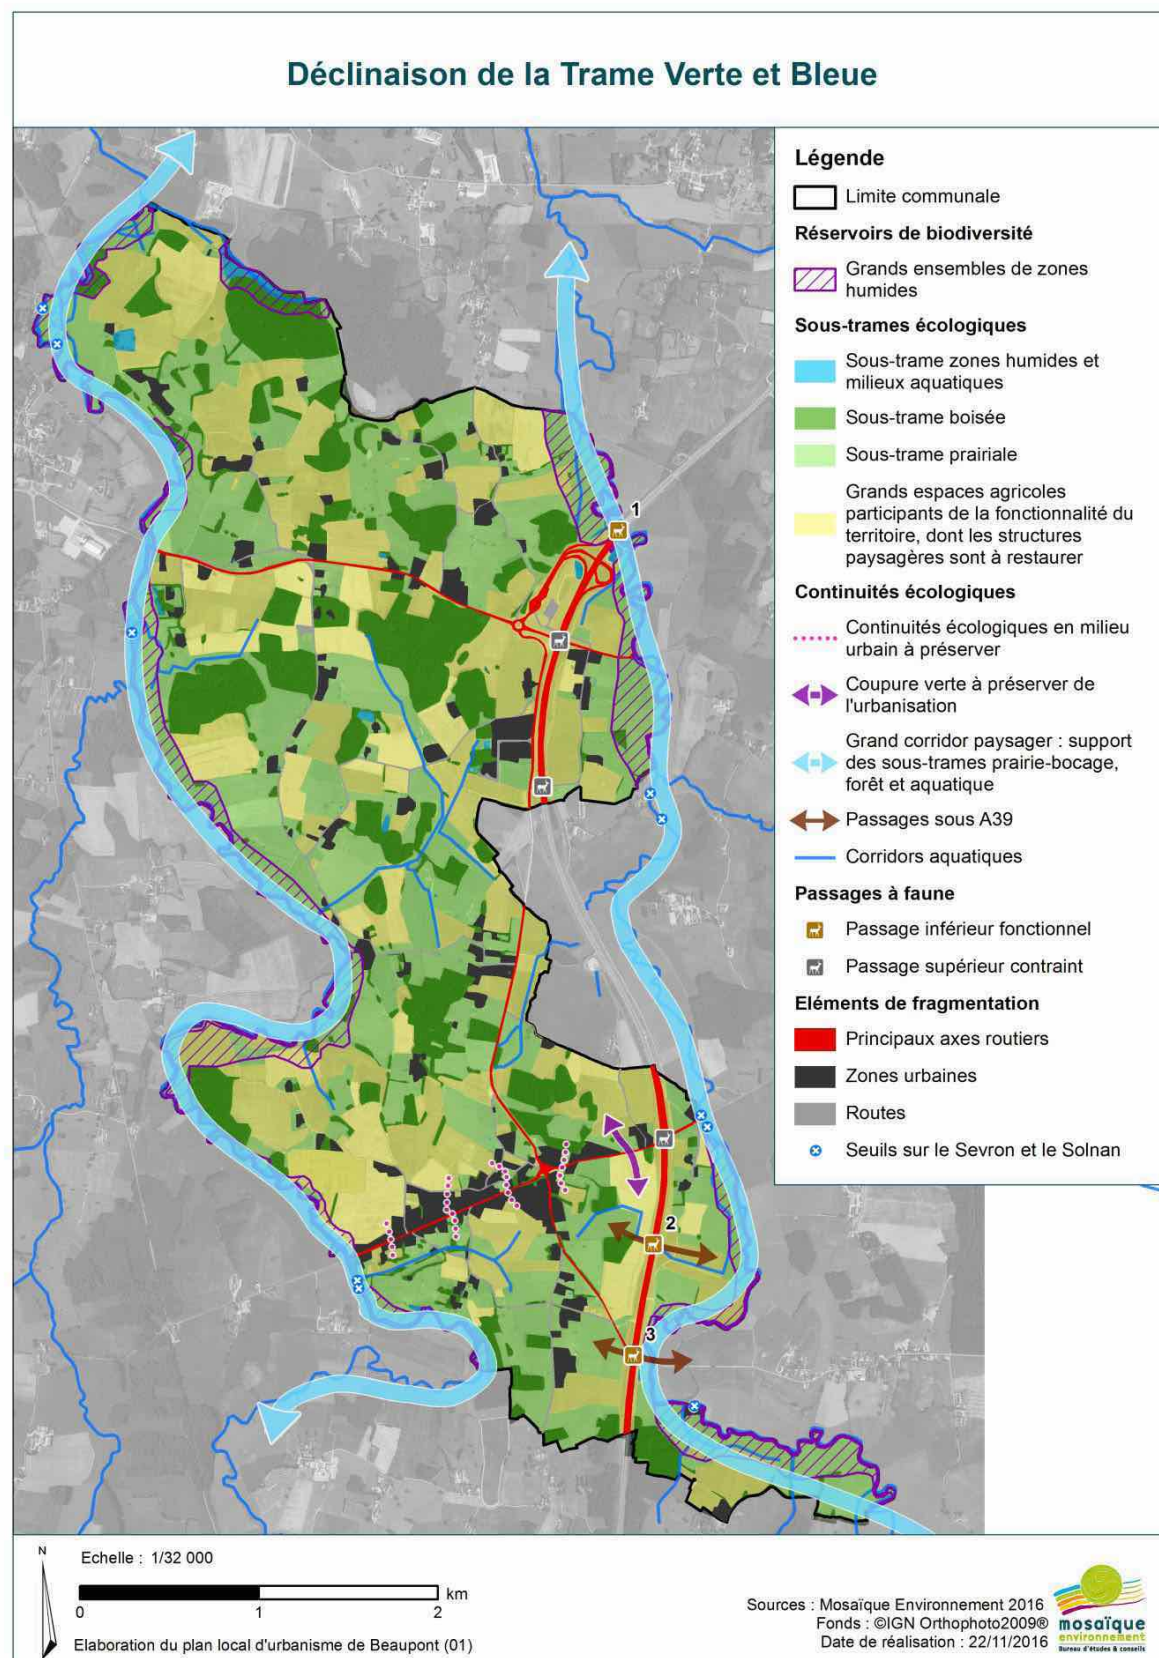 Déclinaison de la Trame Verte et Bleue
1
2
3
Légende
Limite communale
Réservoirs de biodiversité
Grands ensembles de zones
humides
Sous-trames écologiques
Sous-trame zones humides et
milieux aquatiques
Sous-trame boisée
Sous-trame prairiale
Grands espaces agricoles
participants de la fonctionnalité du
territoire, dont les structures
paysagères sont à restaurer
Continuités écologiques
Continuités écologiques en milieu
urbain à préserver
Coupure verte à préserver de
l'urbanisation
Grand corridor paysager : support
des sous-trames prairie-bocage,
forêt et aquatique
Passages sous A39
Corridors aquatiques
Passages à faune
Passage inférieur fonctionnel
Passage supérieur contraint
Eléments de fragmentation
Principaux axes routiers
Zones urbaines
Routes
Seuils sur le Sevron et le Solnan
N
Echelle : 1/32 000
km
0 1 2
Elaboration du plan local d'urbanisme de Beaupont (01)
Sources : Mosaïque Environnement 2016
Fonds : ©IGN Orthophoto2009®
Date de réalisation : 22/11/2016
mosaïque
environnement
Bureau d'études & conseils